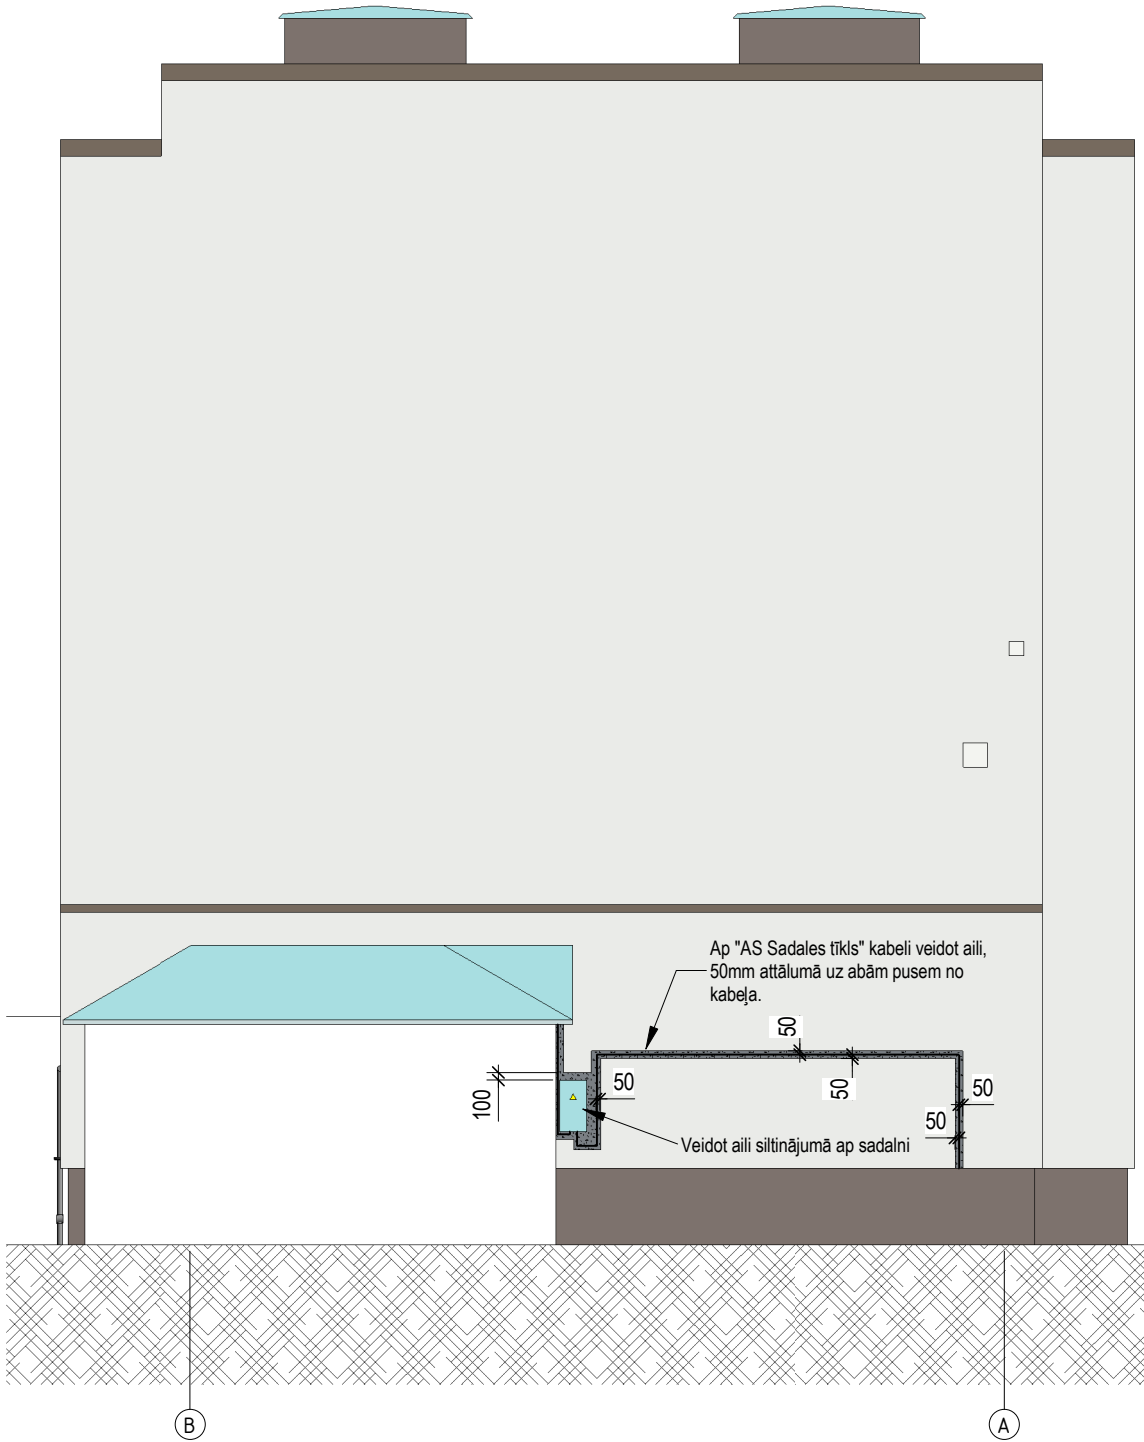 Ap "AS Sadales tīkls" kabeli veidot aili,
50mm attālumā uz abām pusem no
kabeļa.
50
50
50
100
50
50
Veidot aili siltinājumā ap sadalni
B
A